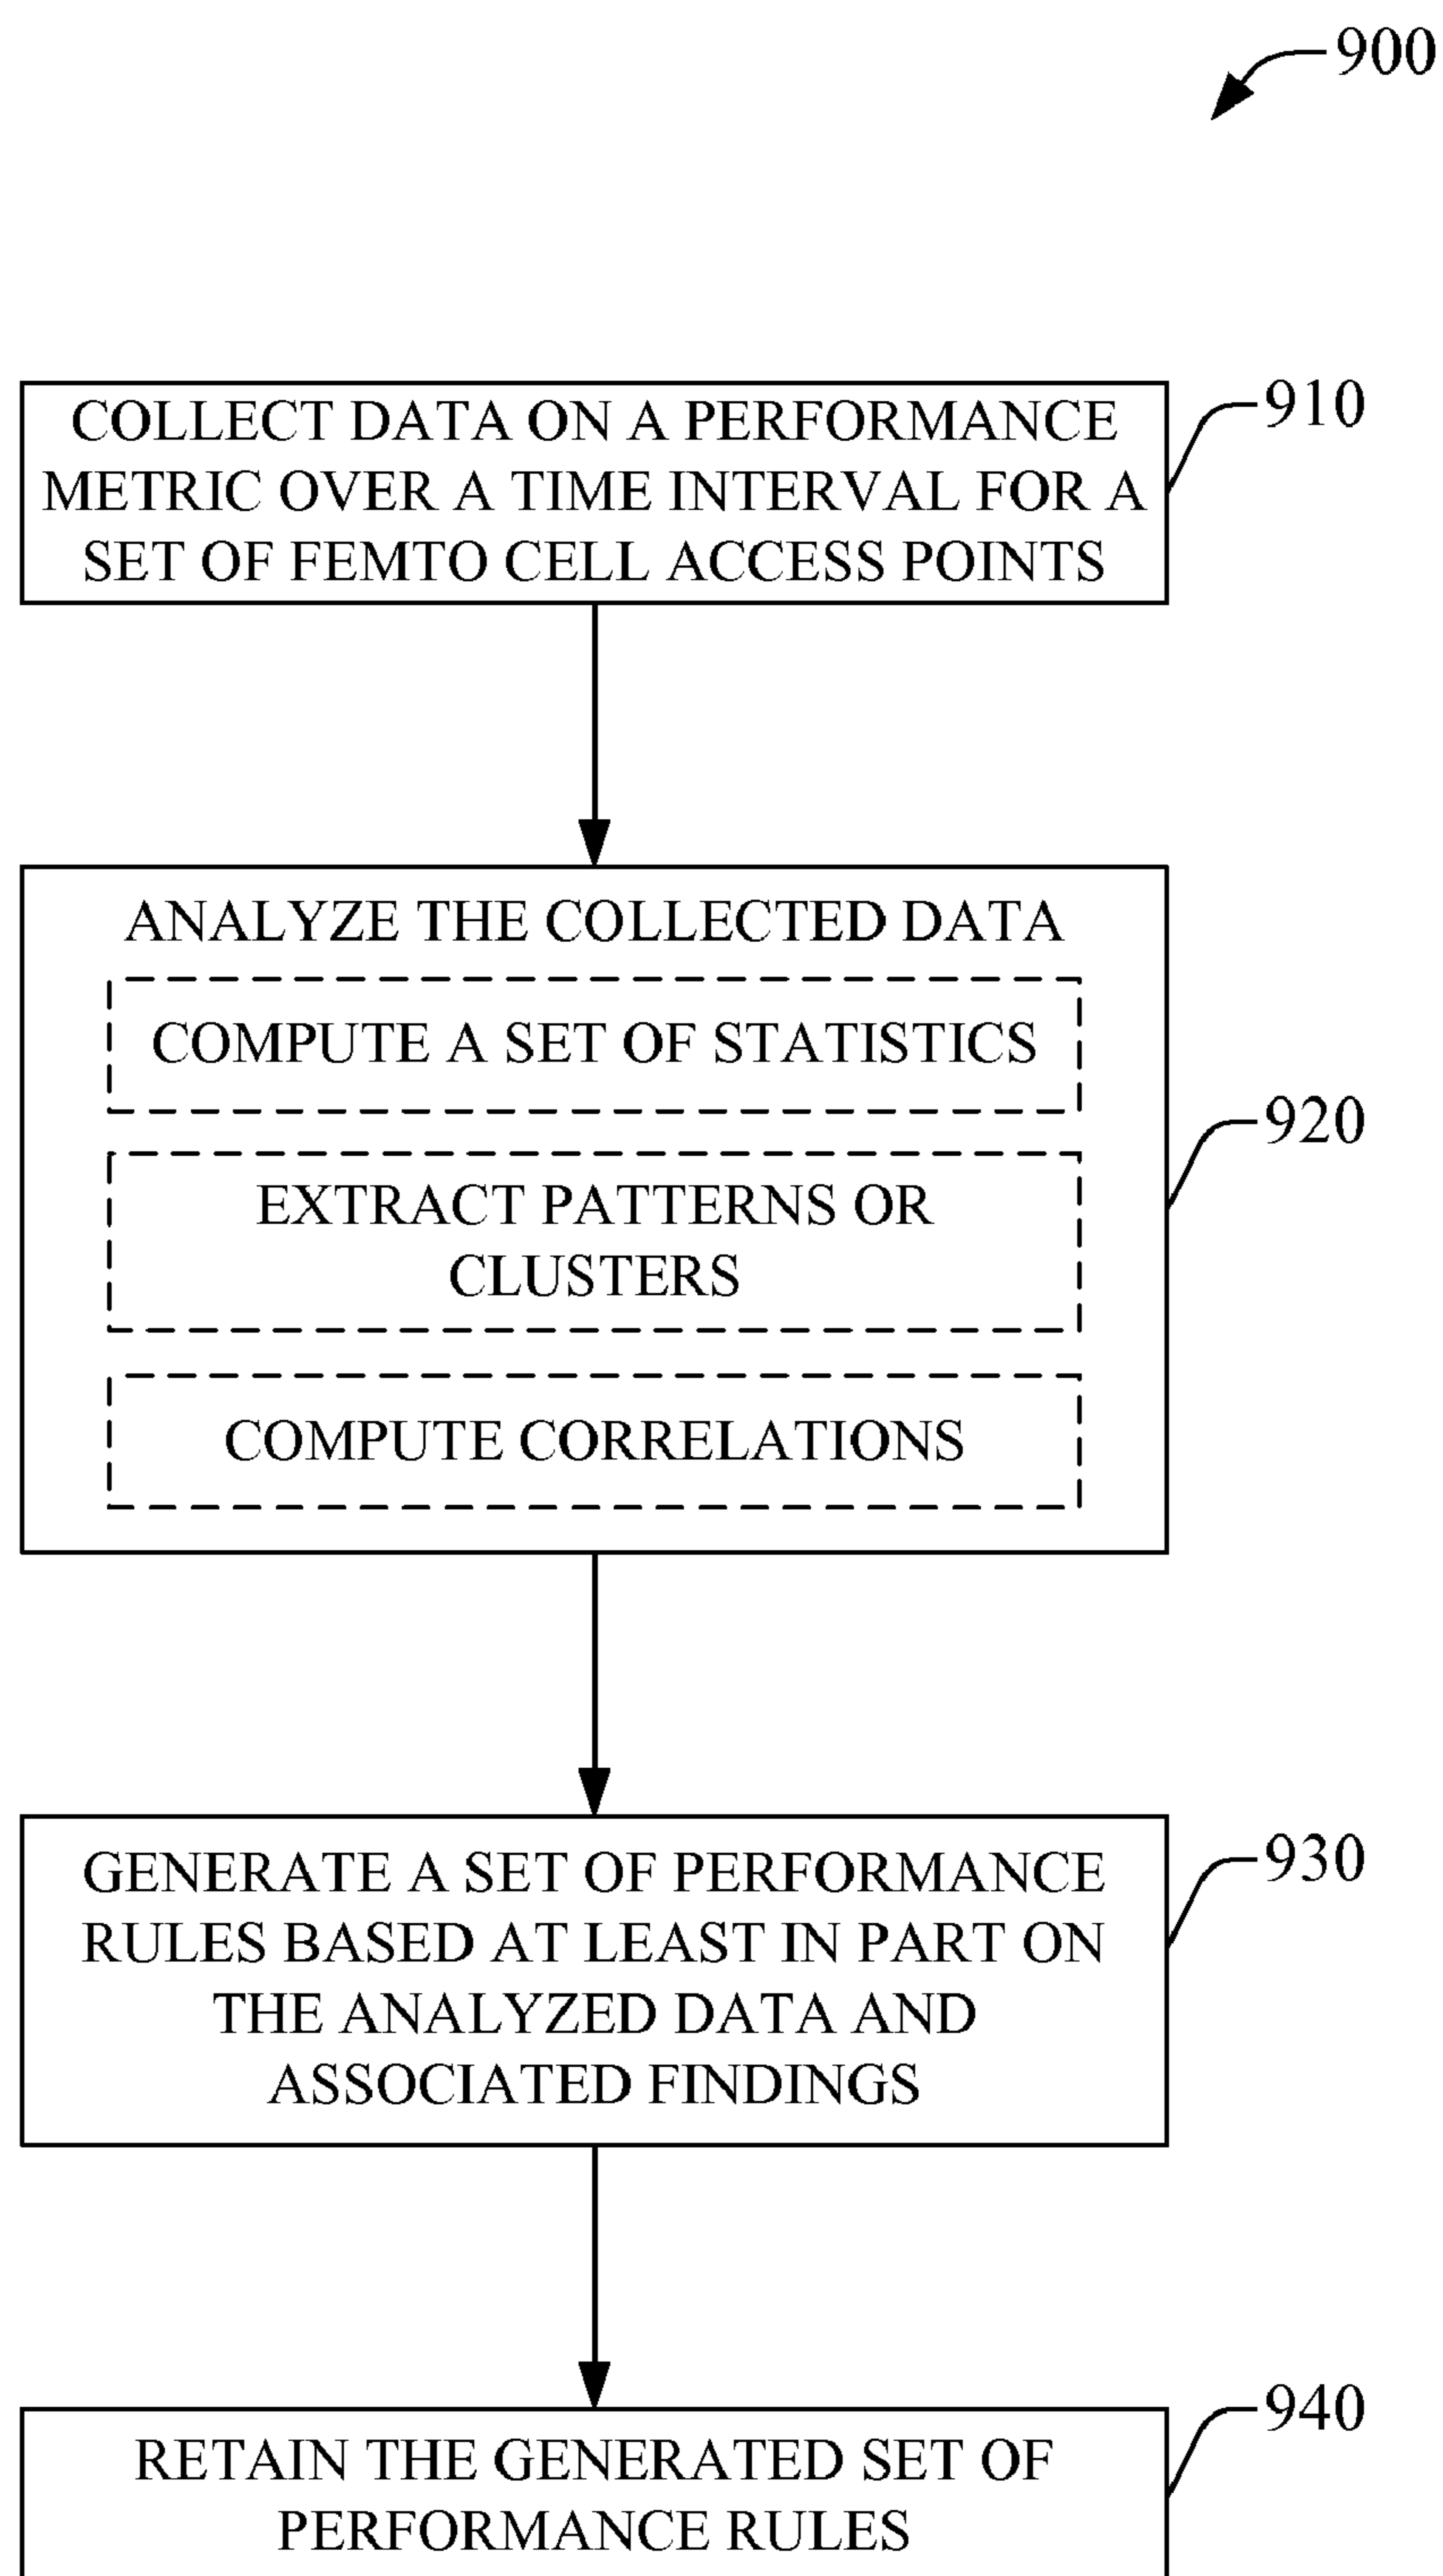 900
COLLECT DATA ON A PERFORMANCE
METRIC OVER A TIME INTERVAL FOR A
SET OF FEMTO CELL ACCESS POINTS
910
ANALYZE THE COLLECTED DATA
COMPUTE A SET OF STATISTICS
EXTRACT PATTERNS OR
CLUSTERS
COMPUTE CORRELATIONS
920
GENERATE A SET OF PERFORMANCE
RULES BASED AT LEAST IN PART ON
THE ANALYZED DATA AND
ASSOCIATED FINDINGS
930
RETAIN THE GENERATED SET OF
PERFORMANCE RULES
940